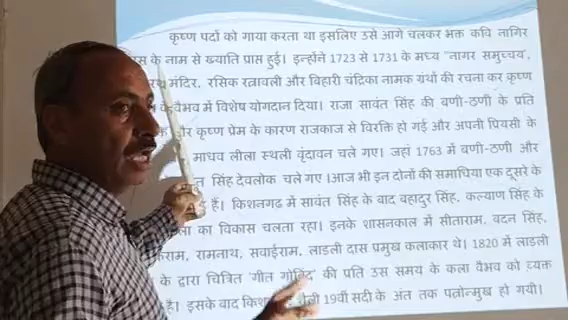 कृष्ण पदों को गाया करता था इसलिए उसे आगे चलकर भक्त कवि नागरि
के नाम से ख्याति प्राप्त हुई। इन्होंने 1723 से 1731 के मध्य "नागर समुच्चय',
मंदिर, रसिक रत्नावली और बिहारी चंद्रिका नामक ग्रंथों की रचना कर कृष्ण
वैभव में विशेष योगदान दिया। राजा सावंत सिंह की बणी-ठणी के प्रति
और कृष्ण प्रेम के कारण राजकाज से विरक्ति हो गई और अपनी प्रियसी के
माधव लीला स्थली वृंदावन चले गए। जहां 1763 में बणी-ठणी और
सिंह देवलोक चले गए ।आज भी इन दोनों की समाधिया एक दूसरे के
हैं। किशनगढ में सावंत सिंह के बाद बहादुर सिंह, कल्याण सिंह के
का विकास चलता रहा। इनके शासनकाल में सीताराम, बदन सिंह,
रामनाथ, सवाईराम, लाडली दास प्रमुख कलाकार थे। 1820 में लाडली
के द्वारा चित्रित 'गीत गोविंद' की प्रति उस समय के कला वैभव को व्यक्त
है। इसके बाद शैली 19वीं सदी के अंत तक पतोन्मुख हो गयी।